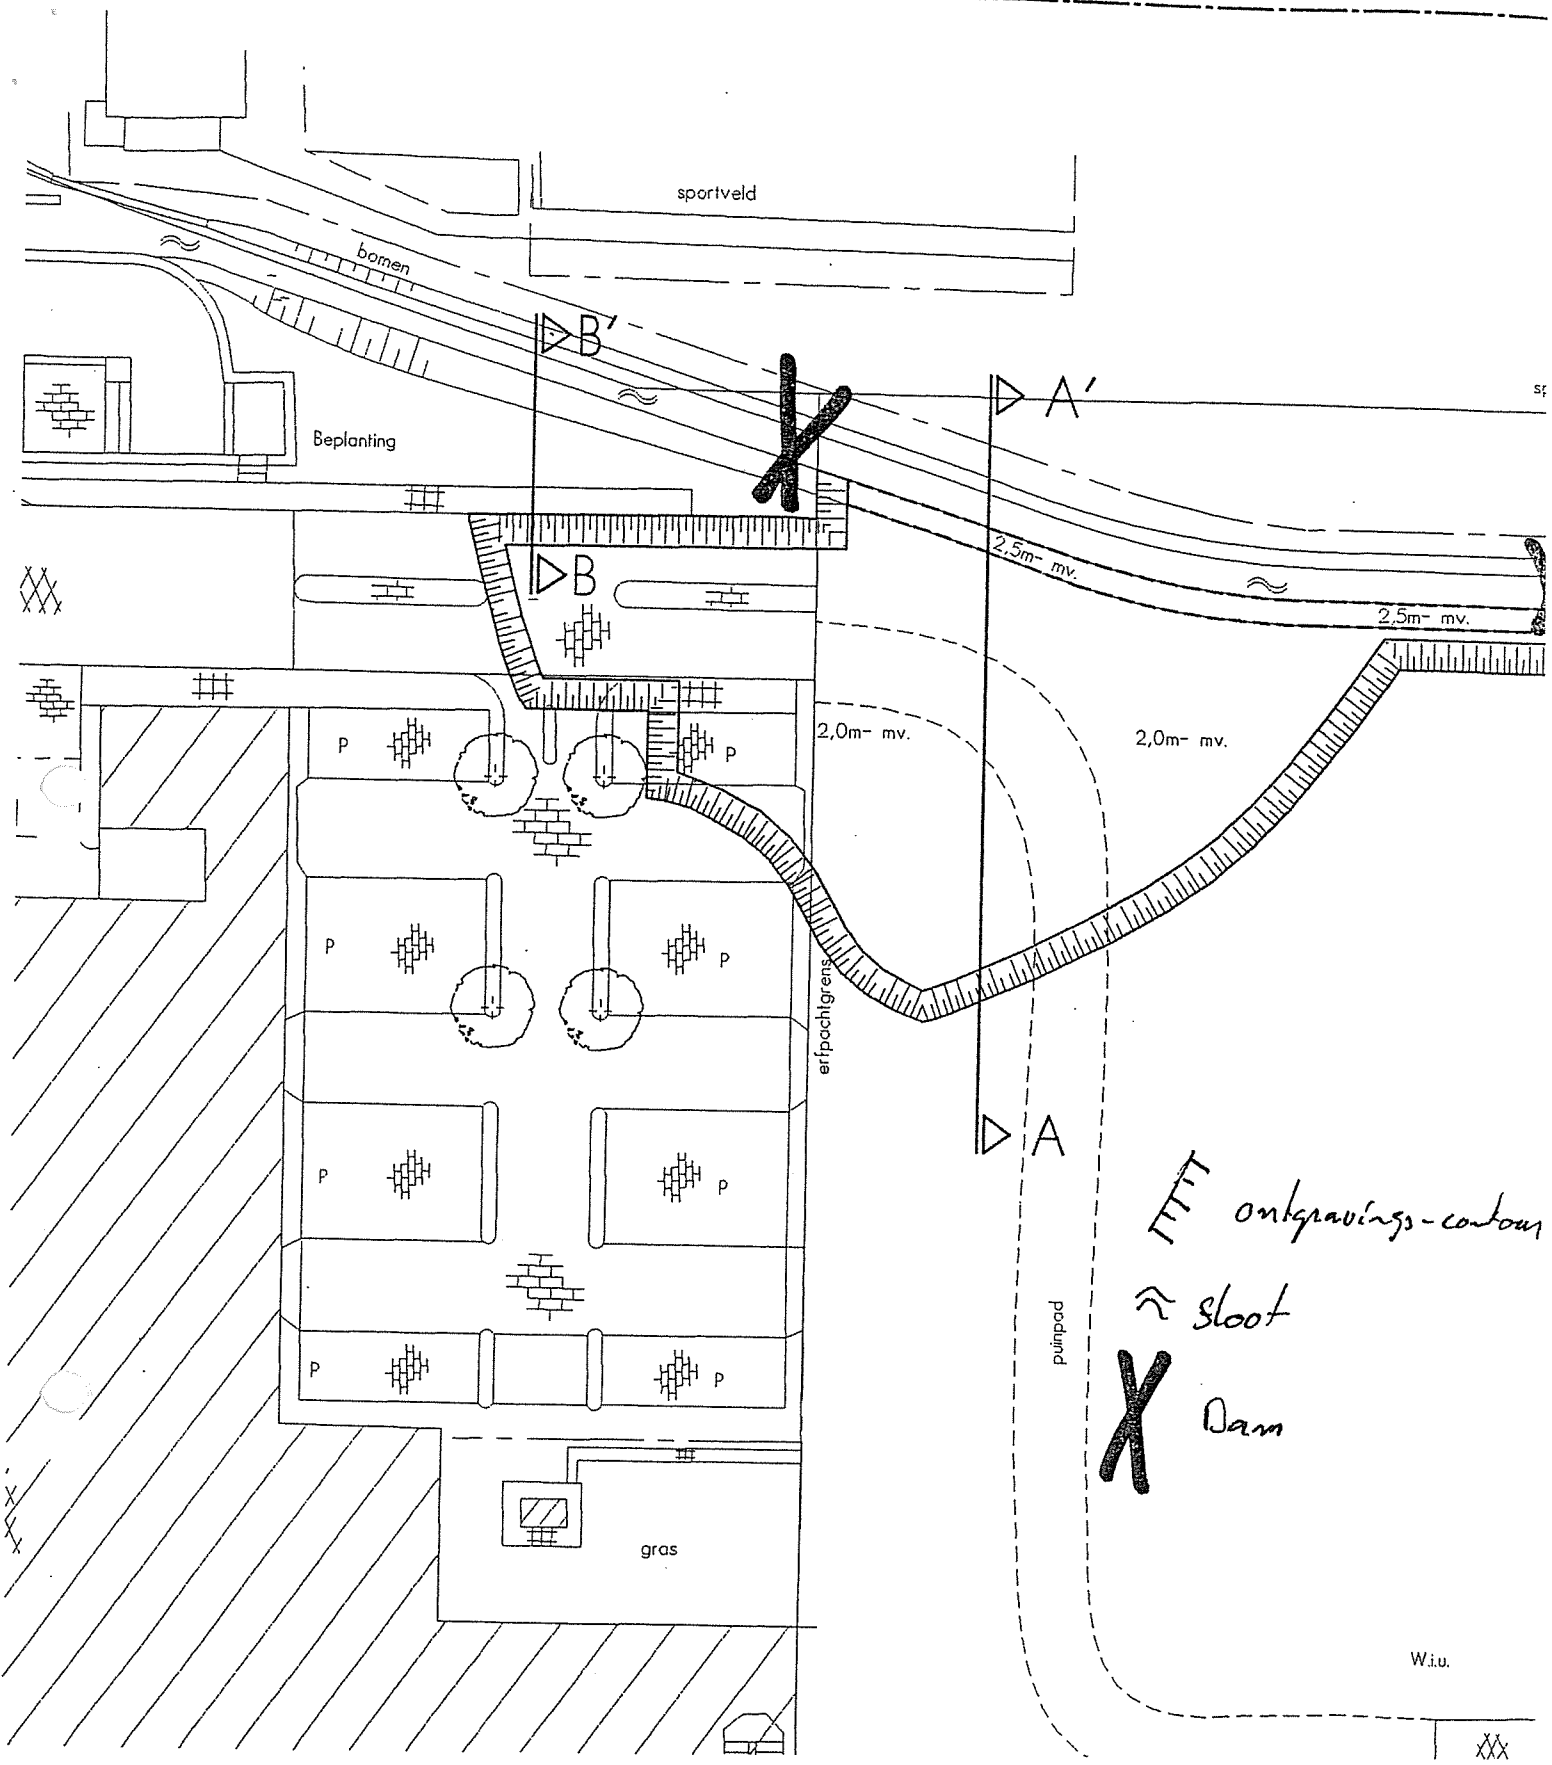 sportveld
bomen
B'
A'
sp
Beplanting
2,5m- mv.
B
2,5m- mv.
P
P
2,0m- mv.
2,0m- mv.
P
P
erfpachtgrens
A
ontgravings-contour
P
P
sloot
puinpad
P
P
Dam
gras
W.i.u.